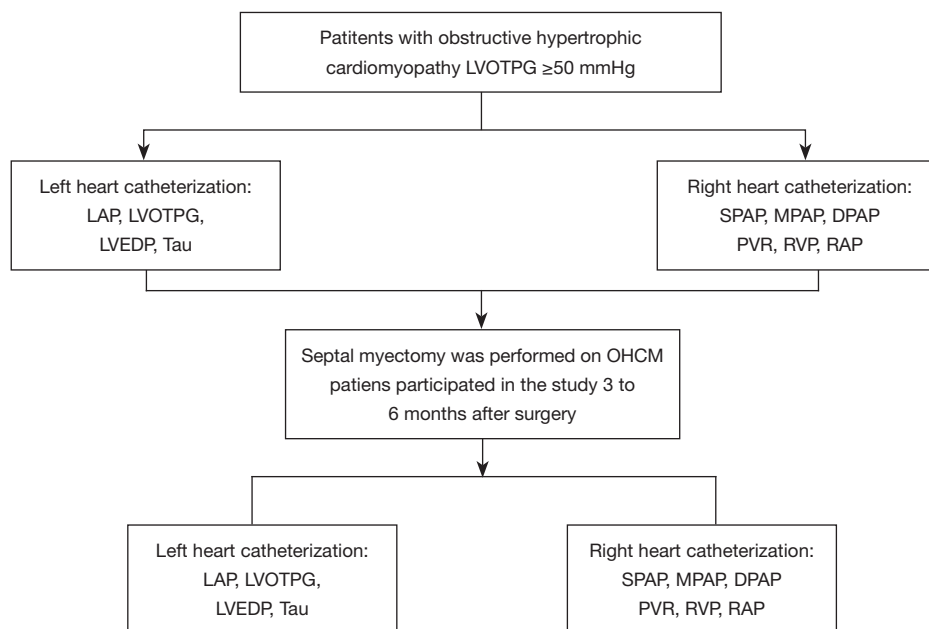 Patitents with obstructive hypertrophic
cardiomyopathy LVOTPG ≥50 mmHg
Left heart catheterization:
LAP, LVOTPG,
LVEDP, Tau
Right heart catheterization:
SPAP, MPAP, DPAP
PVR, RVP, RAP
Septal myectomy was performed on OHCM
patiens participated in the study 3 to
6 months after surgery
Left heart catheterization:
LAP, LVOTPG,
LVEDP, Tau
Right heart catheterization:
SPAP, MPAP, DPAP
PVR, RVP, RAP